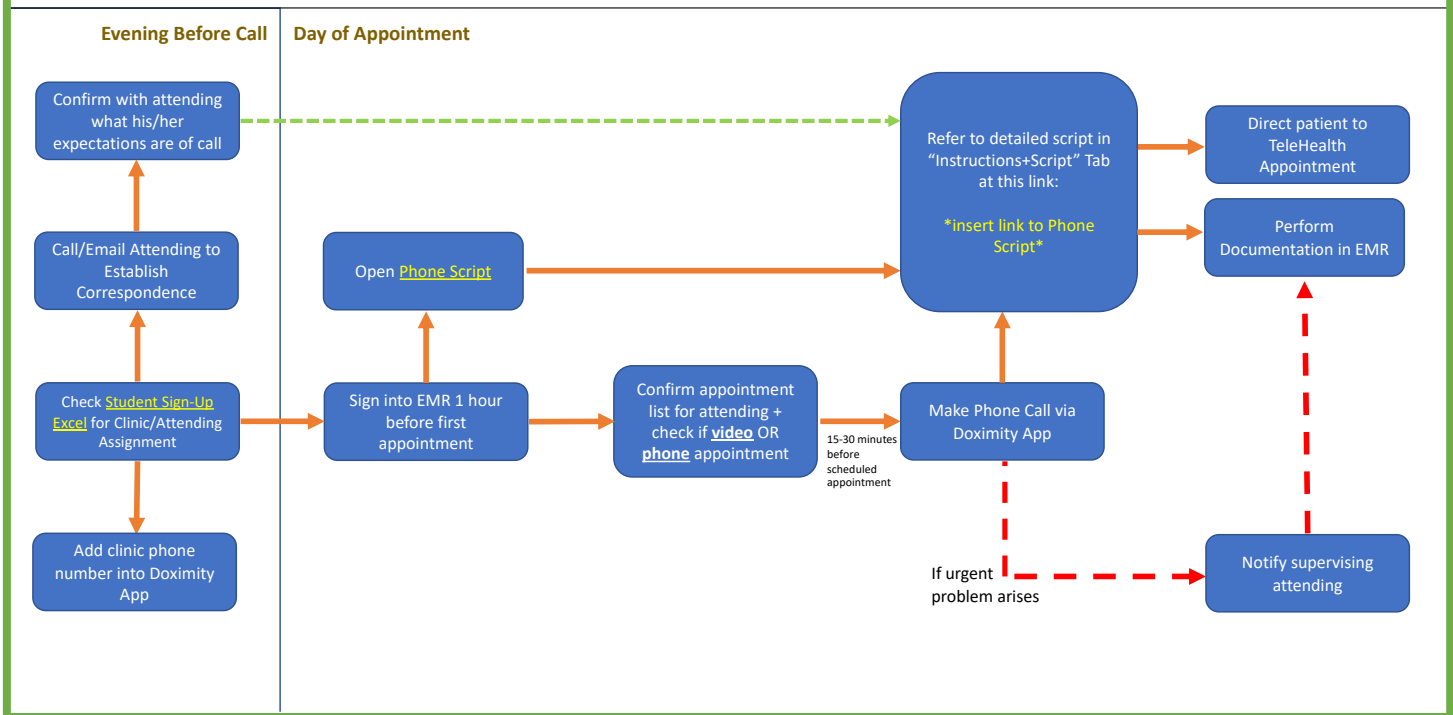 Evening Before Call
Day of Appointment
Confirm with attending
what his/her
expectations are of call
Call/Email Attending to
Establish
Correspondence
Check Student Sign-Up
Excel for Clinic/Attending
Assignment
Add clinic phone
number into Doximity
App
Open Phone Script
Sign into EMR 1 hour
before first
appointment
Confirm appointment
list for attending +
check if video OR
phone appointment
15-30 minutes
before
scheduled
appointment
Make Phone Call via
Doximity App
Refer to detailed script in
“Instructions+Script” Tab
at this link:
*insert link to Phone
Script*
Direct patient to
TeleHealth
Appointment
Perform
Documentation in EMR
If urgent
problem arises
Notify supervising
attending